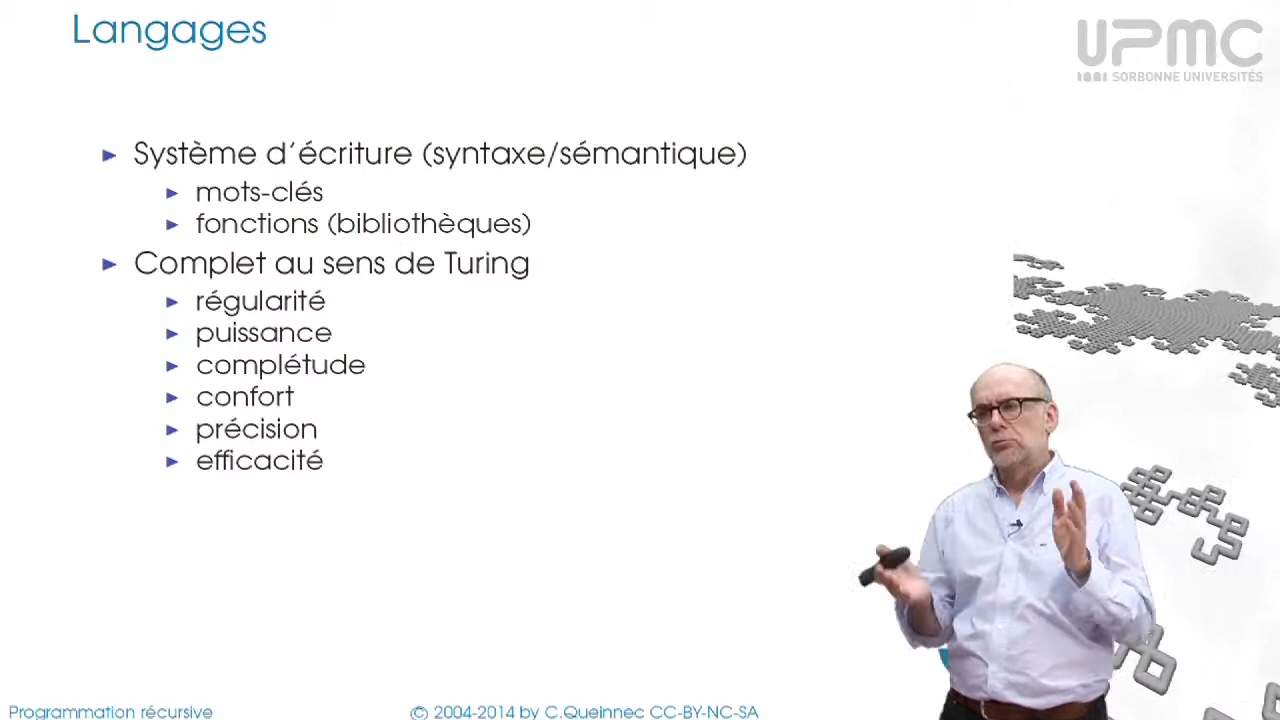 Langages
UPMC
SORBONNE UNIVERSITÉS
Système d'écriture (syntaxe/sémantique)
mots-clés
fonctions (bibliothèques)
Complet au sens de Turing
régularité
puissance
complétude
confort
précision
efficacité
Programmation récursive
© 2004-2014 by C.Queinnec CC-BY-NC-SA